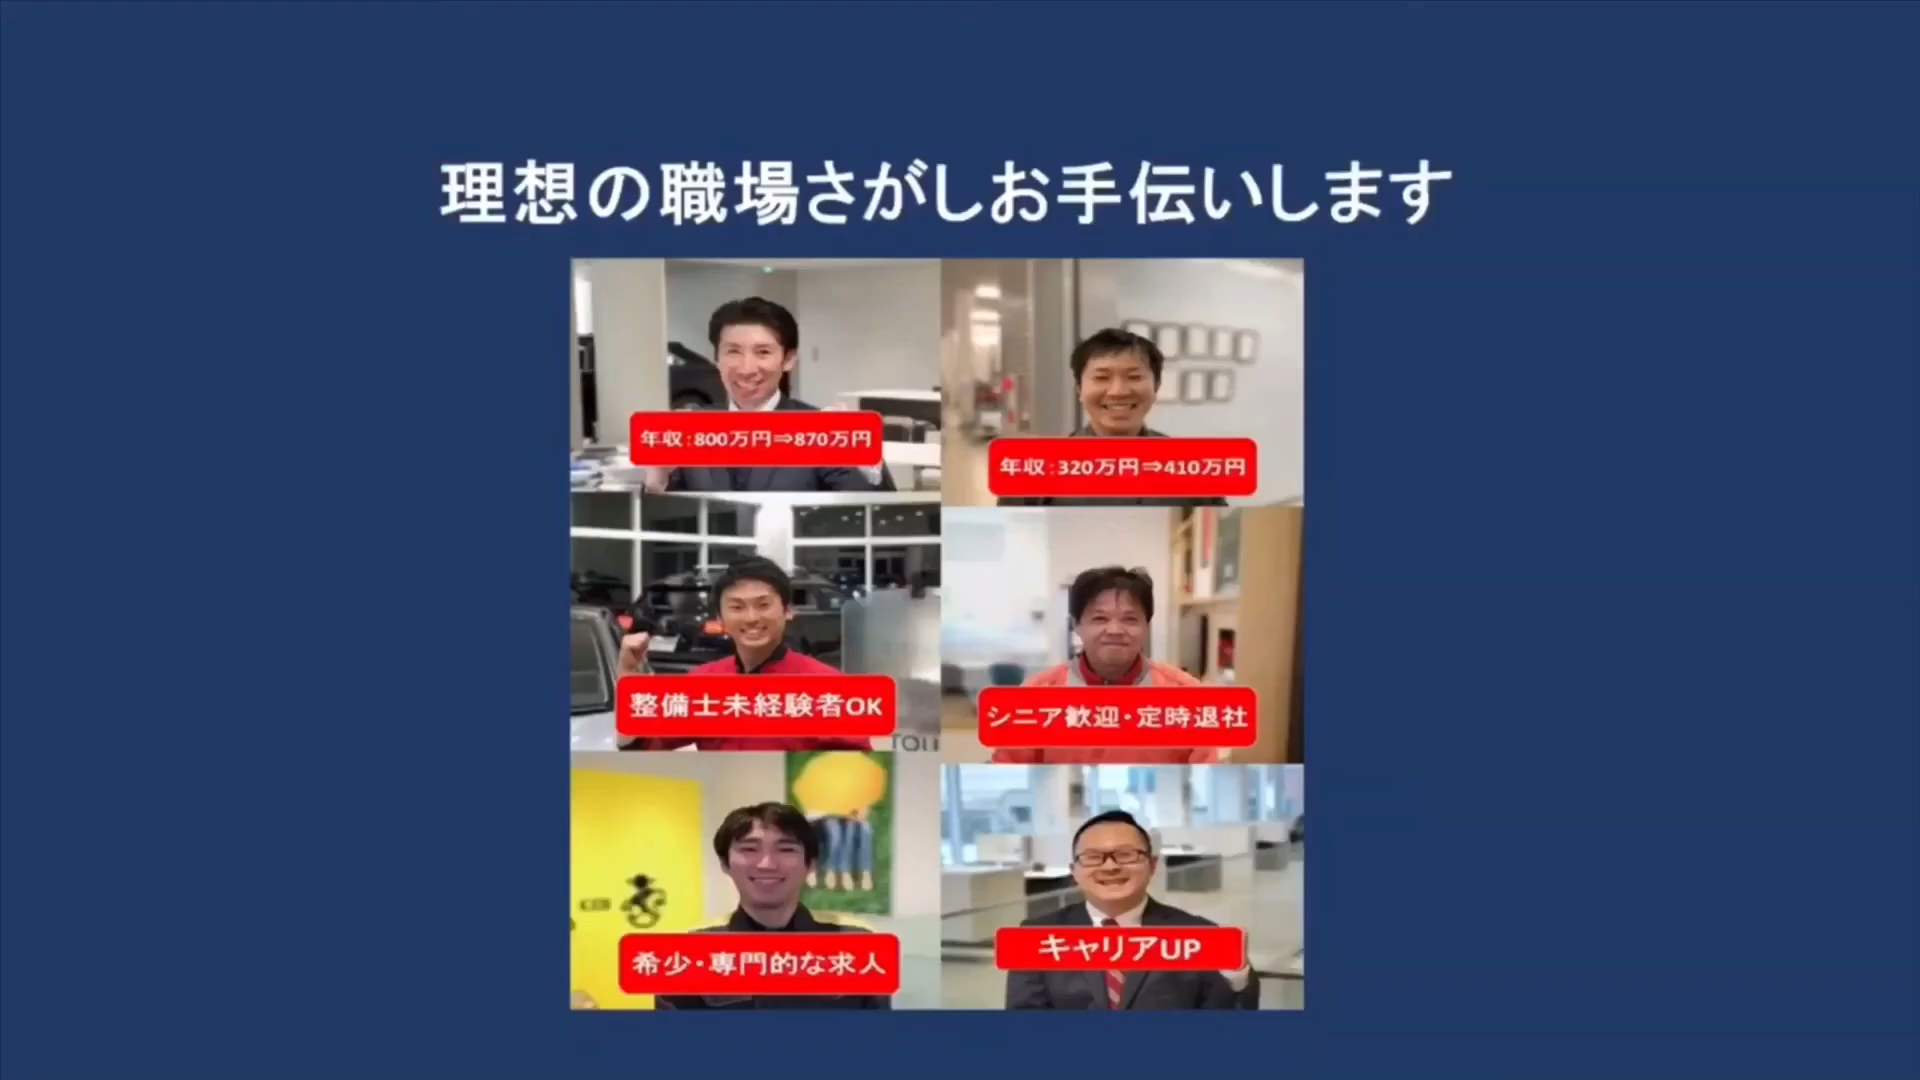 理想の職場さがしお手伝いします
年収：800万円⇒870万円
年収：320万円⇒410万円
整備士未経験者OK
シニア歓迎・定時退社
希少・専門的な求人
キャリアUP